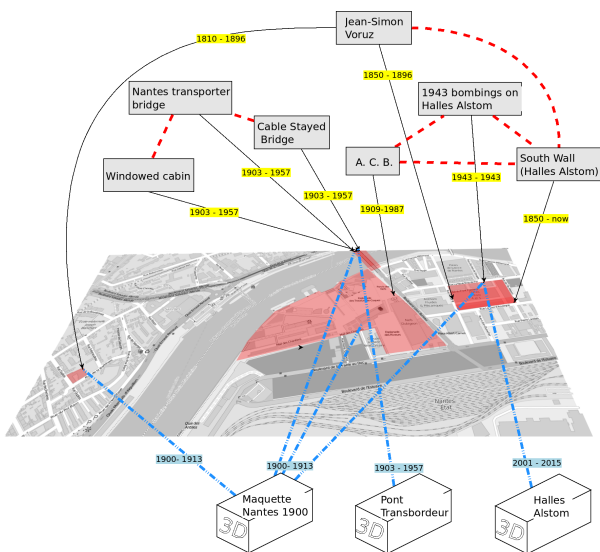 Jean-Simon
Voruz
1810 - 1896
1850 - 1896
Nantes transporter
bridge
1943 bombings on
Halles Alstom
Cable Stayed
Bridge
A. C. B.
South Wall
(Halles Alstom)
Windowed cabin
1903 - 1957
1943 - 1943
1903 - 1957
1903 - 1957
1909-1987
1850 - now
Nantes
État
1900- 1913
1900- 1913
1903 - 1957
2001 - 2015
Maquette
Nantes 1900
3D
Pont
Transbordeur
3D
Halles
Alstom
3D